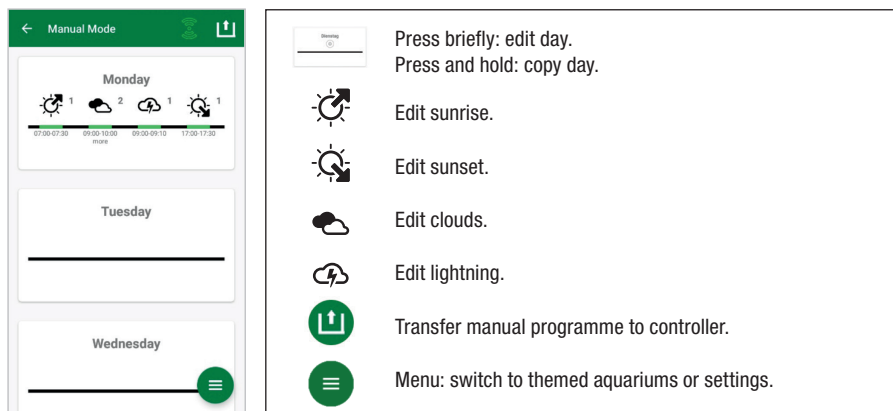 Manual Mode
Monday
1 2 1 1
07:00-07:30 09:00-10:00 09:00-09:10 17:00-17:30
more
Tuesday
Wednesday
Dienstag
Press briefly: edit day.
Press and hold: copy day.
Edit sunrise.
Edit sunset.
Edit clouds.
Edit lightning.
Transfer manual programme to controller.
Menu: switch to themed aquariums or settings.